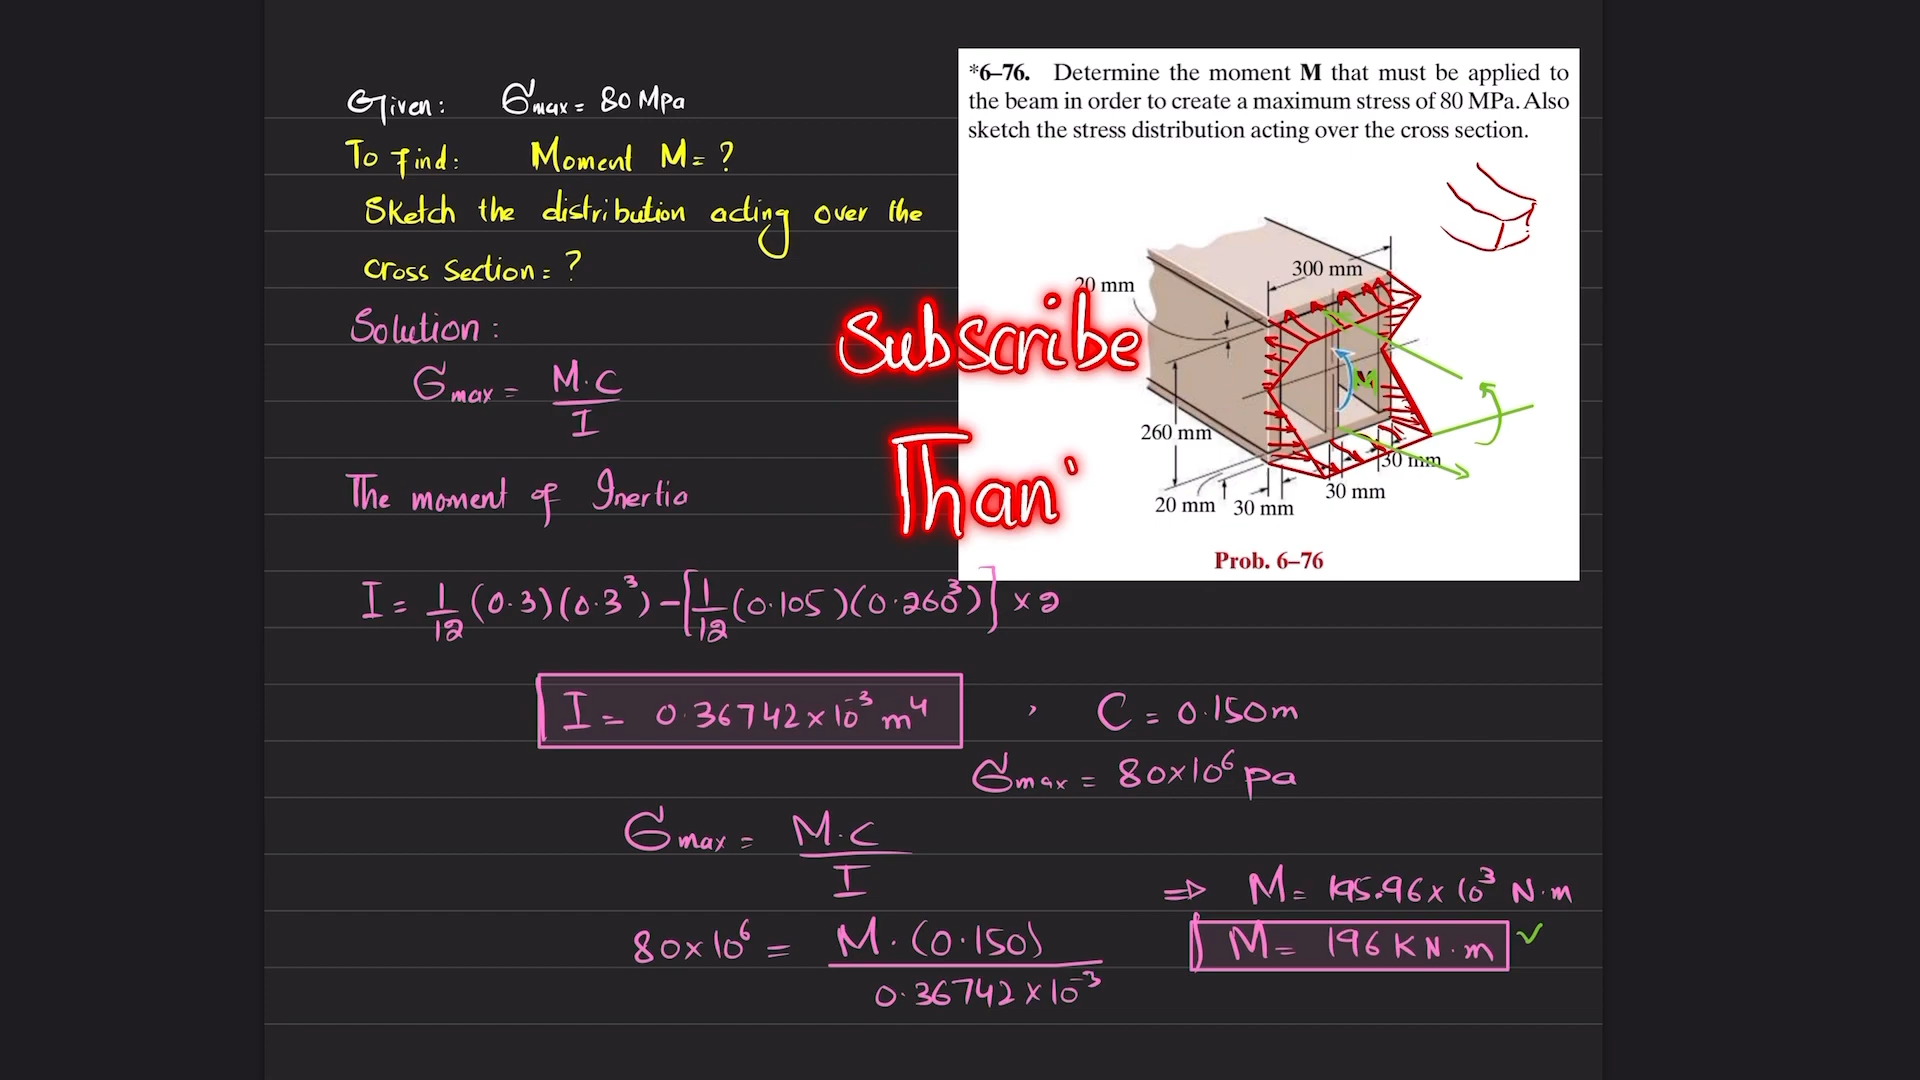 Given: σmax = 80 Mpa
To Find: Moment M = ?
Sketch the distribution acting over the
cross section = ?
Solution :
σmax = M.C / I
The moment of Inertia
I = 1/12 (0.3)(0.3³) - [1/12 (0.105)(0.260³)] × 2
I = 0.36742 × 10⁻³ m⁴ , C = 0.150m
σmax = 80×10⁶ pa
σmax = M.C / I
80×10⁶ = M.(0.150) / 0.36742 × 10⁻³
⇒ M = 195.96 × 10³ N.m
M = 196 KN.m ✓
*6–76. Determine the moment M that must be applied to
the beam in order to create a maximum stress of 80 MPa. Also
sketch the stress distribution acting over the cross section.
300 mm
20 mm
M
260 mm
30 mm
30 mm
20 mm
30 mm
Prob. 6–76
Subscribe
Than